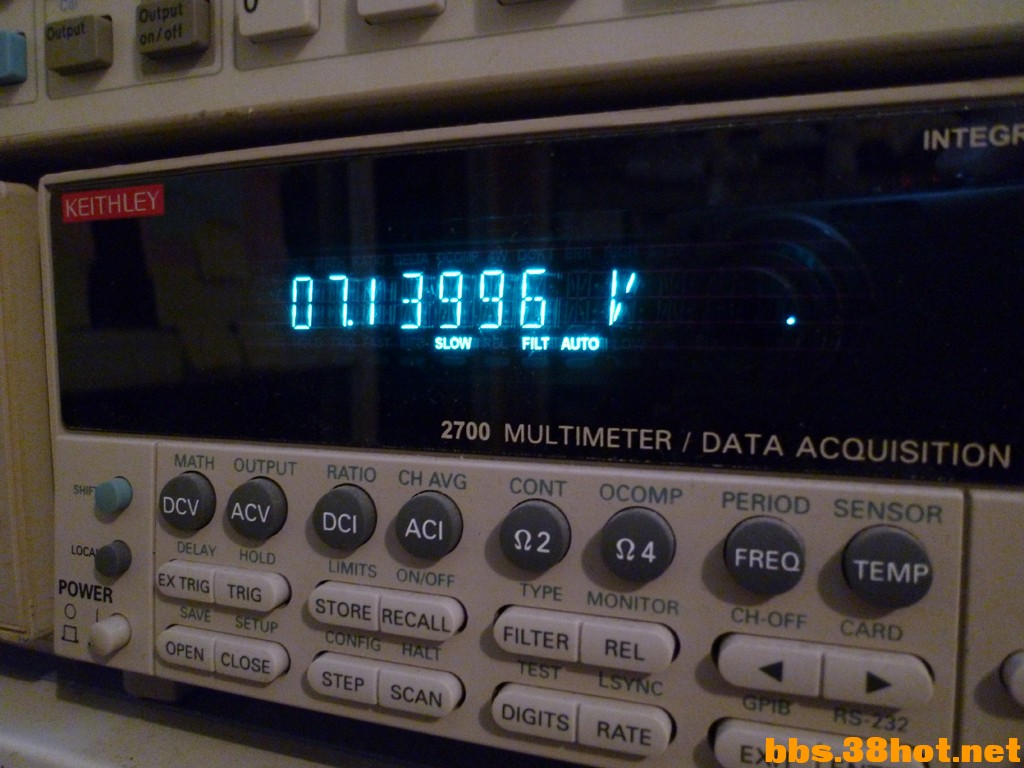 Output
Output
on/off
0
INTEGR
KEITHLEY
07.13996 V
SLOW FILT AUTO
2700 MULTIMETER / DATA ACQUISITION
MATH OUTPUT RATIO CH AVG CONT OCOMP PERIOD SENSOR
SHIFT DCV ACV DCI ACI Ω2 Ω4 FREQ TEMP
DELAY HOLD LIMITS ON/OFF TYPE MONITOR CH-OFF CARD
LOCAL EX TRIG TRIG STORE RECALL FILTER REL ◀ ▶
POWER
SAVE SETUP CONFIG HALT TEST LSYNC GPIB RS-232
OPEN CLOSE STEP SCAN DIGITS RATE
bbs.38hot.net